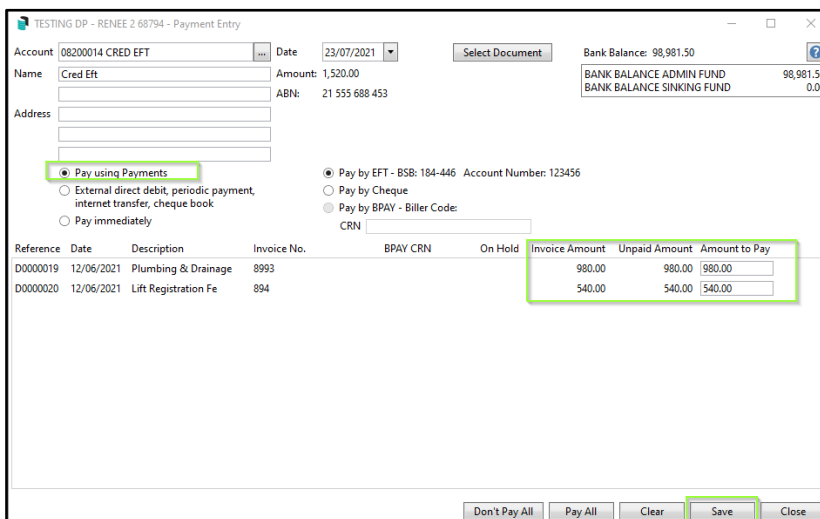 TESTING DP - RENEE 2 68794 - Payment Entry
Account 08200014 CRED EFT ... Date 23/07/2021 Select Document Bank Balance: 98,981.50 ?
Name Cred Eft Amount: 1,520.00 BANK BALANCE ADMIN FUND 98,981.5
ABN: 21 555 688 453 BANK BALANCE SINKING FUND 0.0
Address
Pay using Payments Pay by EFT - BSB: 184-446 Account Number: 123456
External direct debit, periodic payment, Pay by Cheque
internet transfer, cheque book Pay by BPAY - Biller Code:
Pay immediately CRN
Reference Date Description Invoice No. BPAY CRN On Hold Invoice Amount Unpaid Amount Amount to Pay
D0000019 12/06/2021 Plumbing & Drainage 8993 980.00 980.00 980.00
D0000020 12/06/2021 Lift Registration Fe 894 540.00 540.00 540.00
Don't Pay All Pay All Clear Save Close